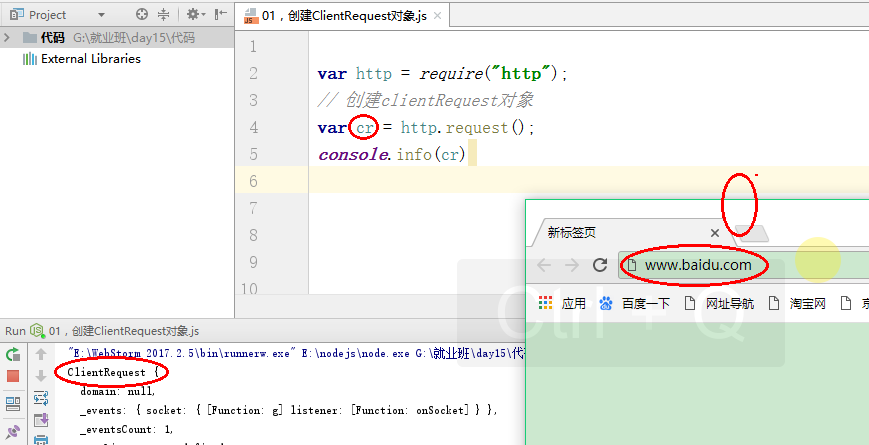 Project
01，创建ClientRequest对象.js
代码 G:\就业班\day15\代码
External Libraries
1
2 var http = require("http");
3 // 创建clientRequest对象
4 var cr = http.request();
5 console.info(cr)
6
7
8
9
10
新标签页
www.baidu.com
应用 百度一下 网址导航 淘宝网
Ctrl + Q
Run 01，创建ClientRequest对象.js
"E:\WebStorm 2017.2.5\bin\runnerw.exe" E:\nodejs\node.exe G:\就业班\day15\代
ClientRequest {
domain: null,
_events: { socket: { [Function: g] listener: [Function: onSocket] } },
_eventsCount: 1,